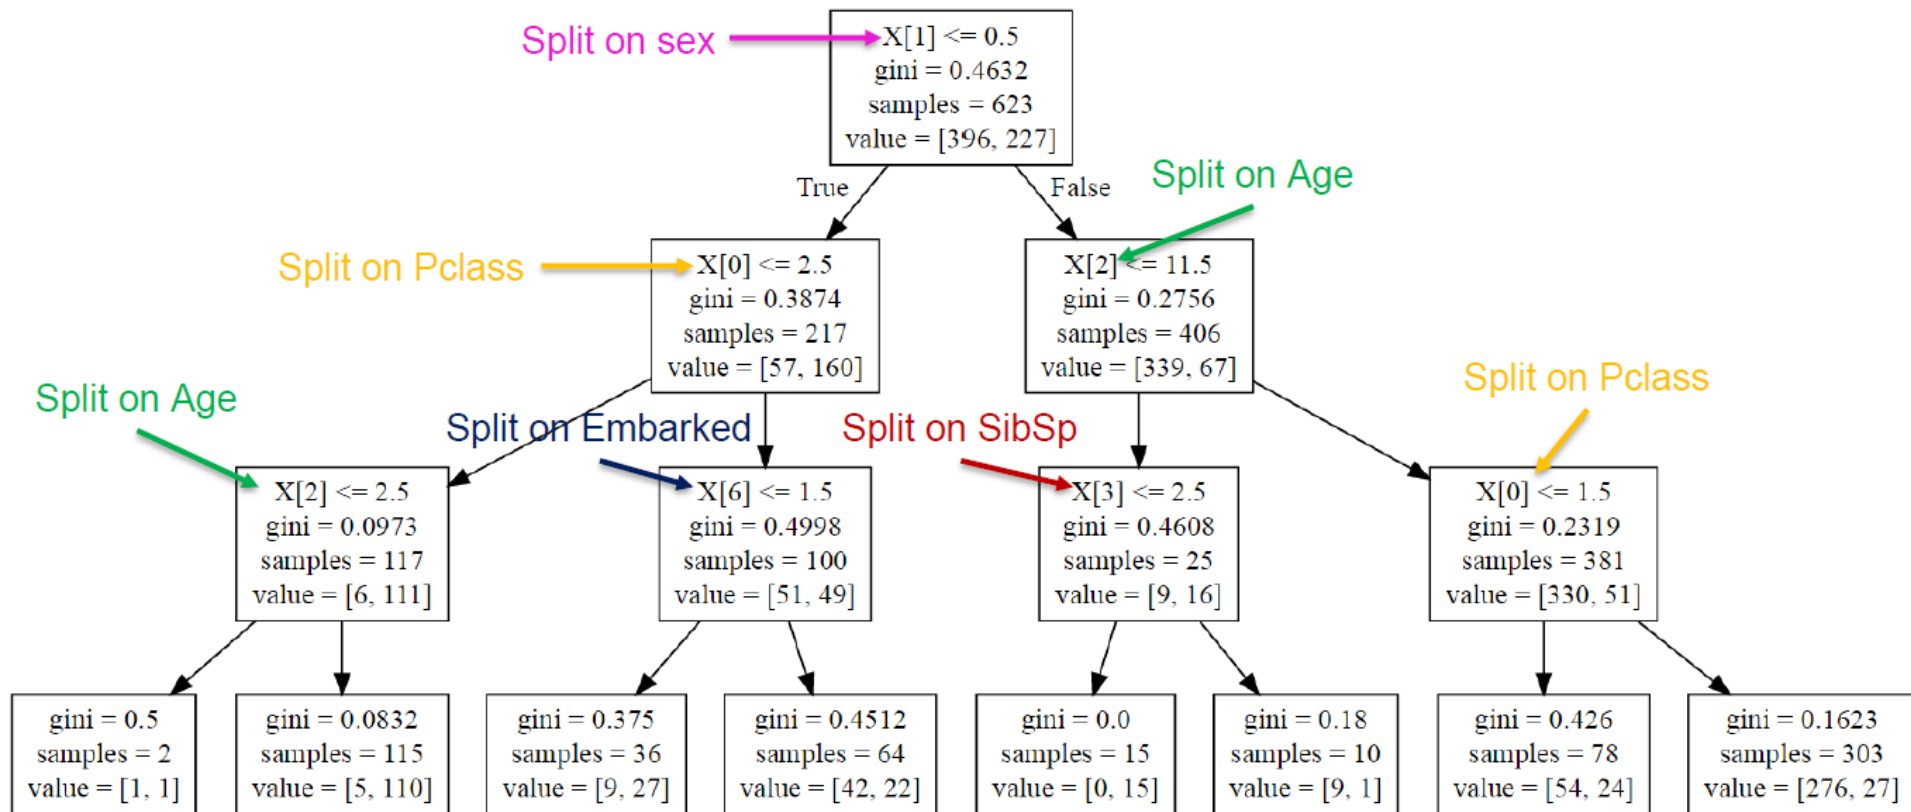 Split on sex
X[1] <= 0.5
gini = 0.4632
samples = 623
value = [396, 227]
True
False
Split on Age
Split on Pclass
X[0] <= 2.5
gini = 0.3874
samples = 217
value = [57, 160]
X[2] <= 11.5
gini = 0.2756
samples = 406
value = [339, 67]
Split on Age
Split on Embarked
Split on SibSp
Split on Pclass
X[2] <= 2.5
gini = 0.0973
samples = 117
value = [6, 111]
X[6] <= 1.5
gini = 0.4998
samples = 100
value = [51, 49]
X[3] <= 2.5
gini = 0.4608
samples = 25
value = [9, 16]
X[0] <= 1.5
gini = 0.2319
samples = 381
value = [330, 51]
gini = 0.5
samples = 2
value = [1, 1]
gini = 0.0832
samples = 115
value = [5, 110]
gini = 0.375
samples = 36
value = [9, 27]
gini = 0.4512
samples = 64
value = [42, 22]
gini = 0.0
samples = 15
value = [0, 15]
gini = 0.18
samples = 10
value = [9, 1]
gini = 0.426
samples = 78
value = [54, 24]
gini = 0.1623
samples = 303
value = [276, 27]